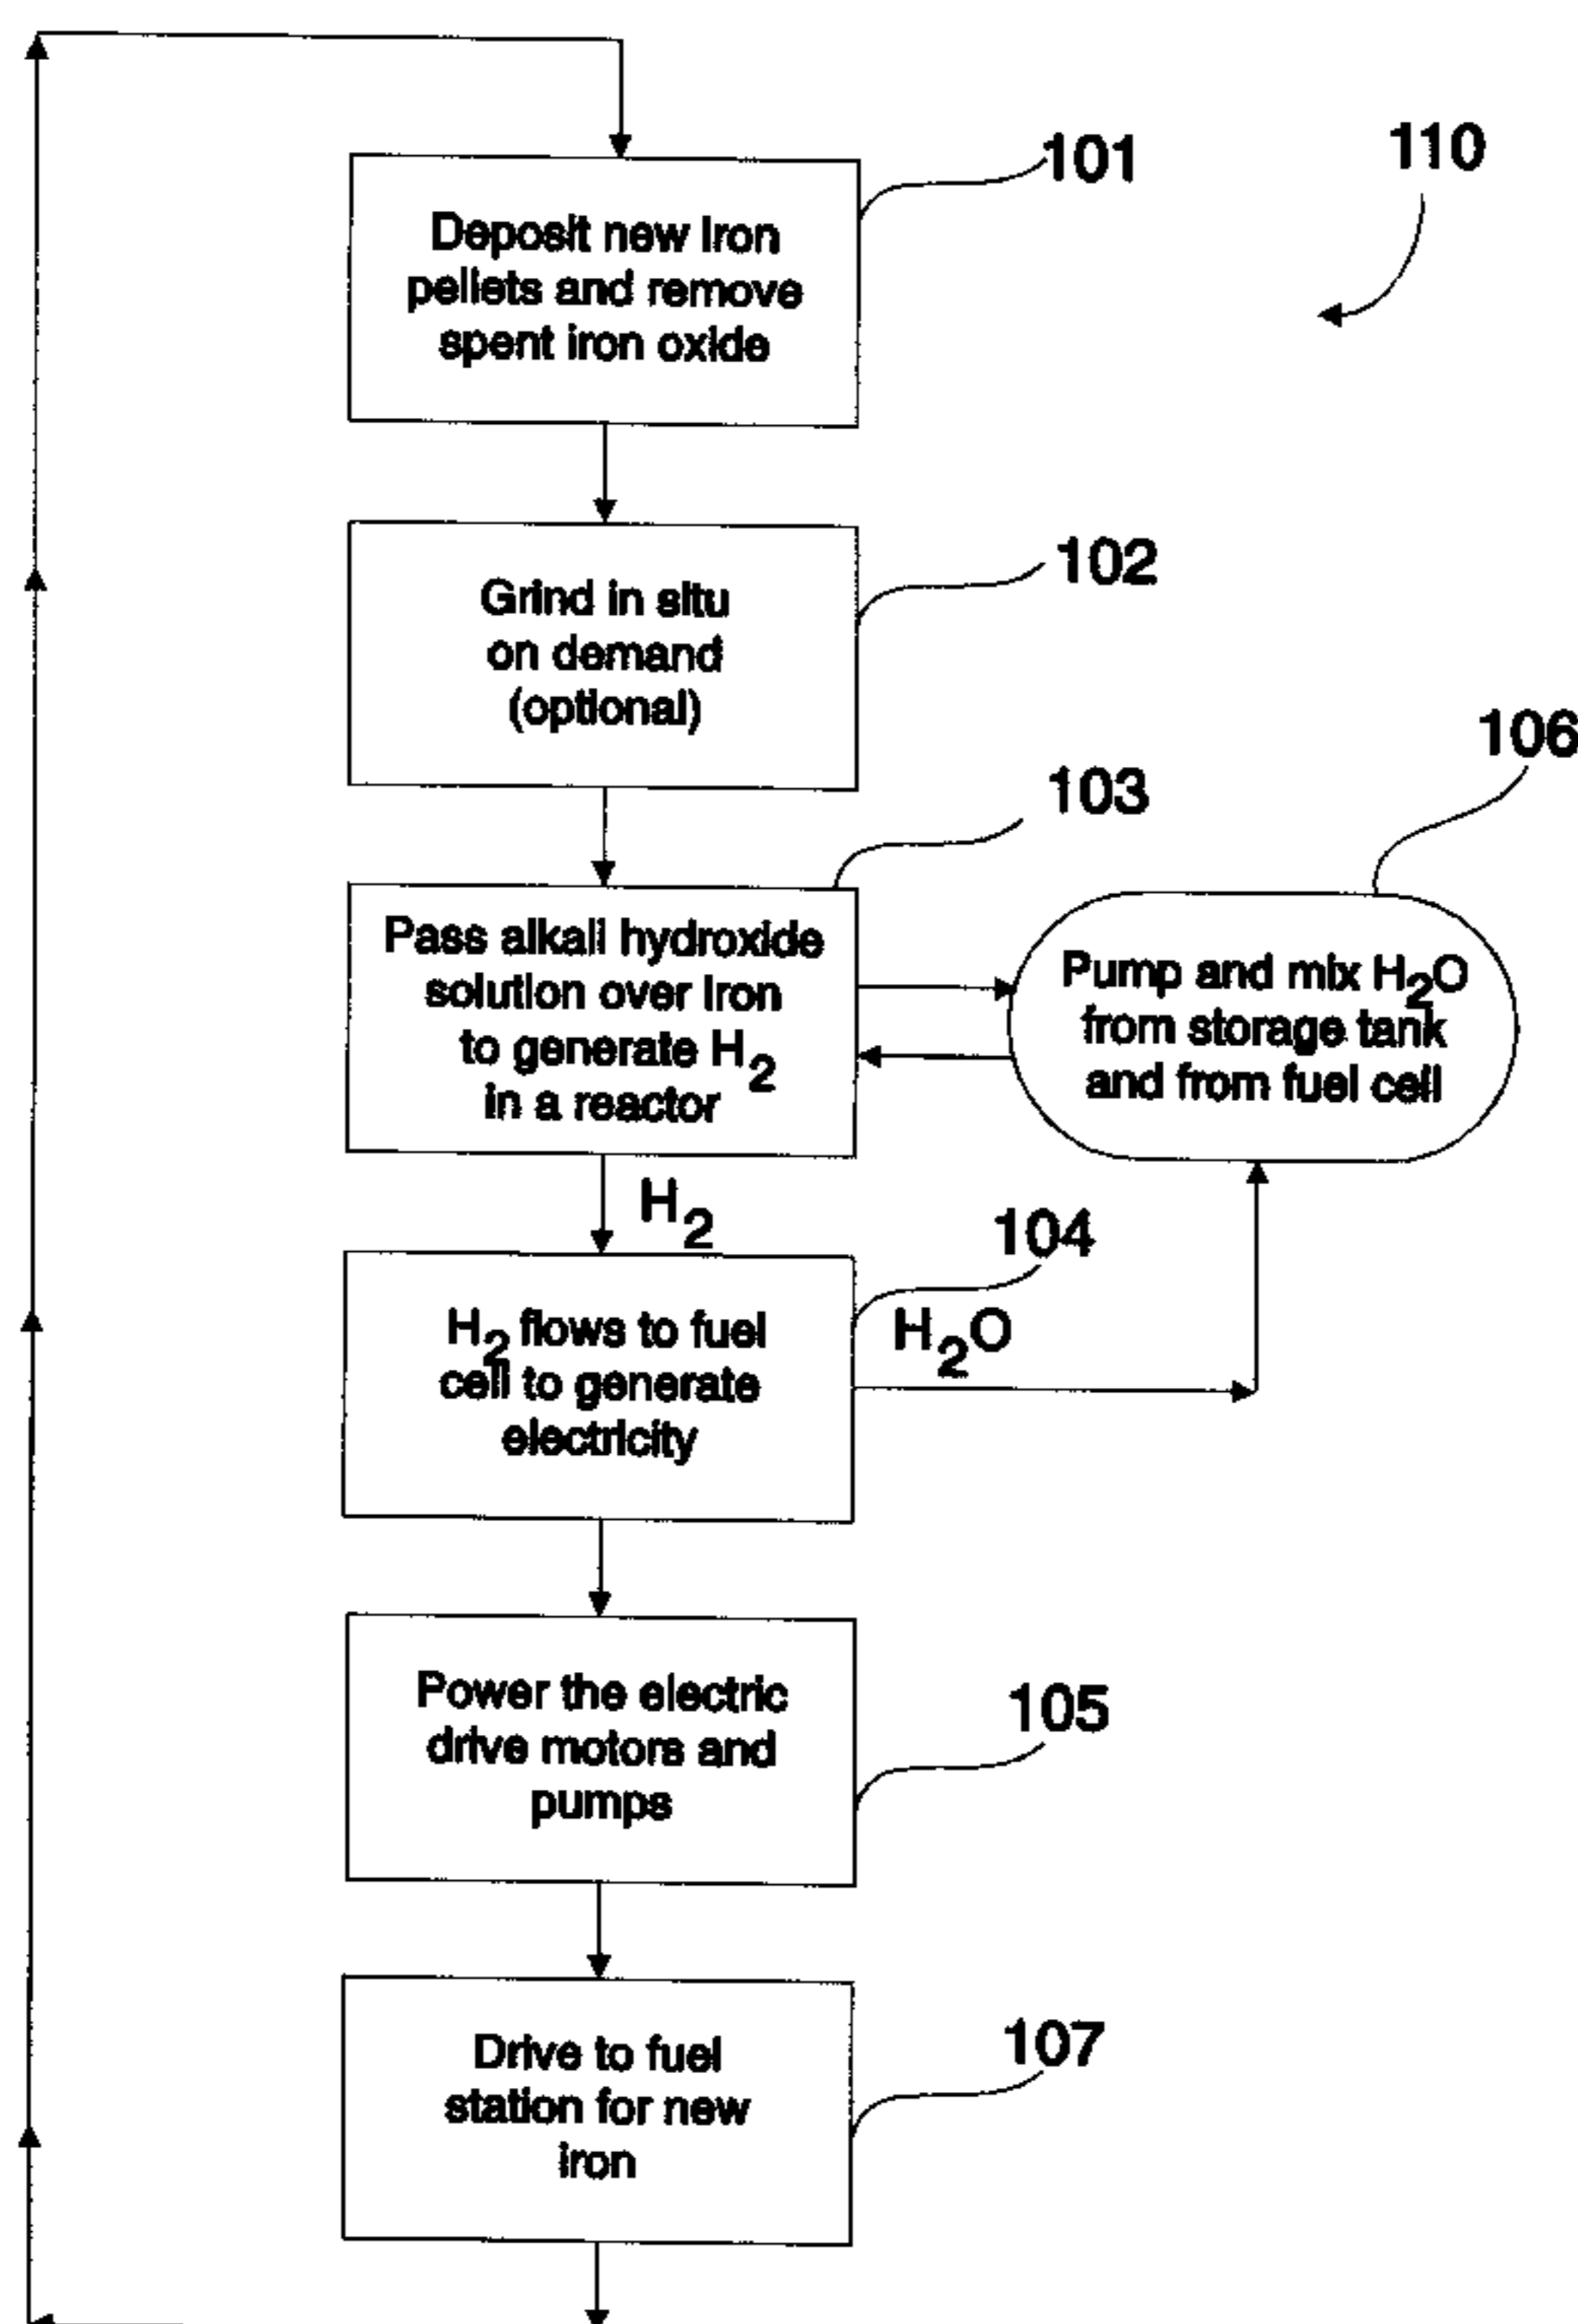 101
110
Deposit new iron
pellets and remove
spent iron oxide
102
Grind in situ
on demand
(optional)
106
103
Pass alkali hydroxide
solution over iron
to generate H2
in a reactor
Pump and mix H2O
from storage tank
and from fuel cell
H2
104
H2 flows to fuel
cell to generate
electricity
H2O
105
Power the electric
drive motors and
pumps
107
Drive to fuel
station for new
iron